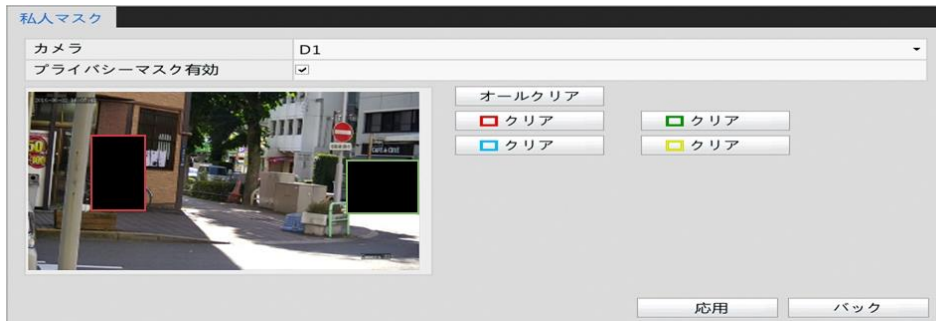 私人マスク
カメラ D1
プライバシーマスク有効
オールクリア
クリア クリア
クリア クリア
応用 バック